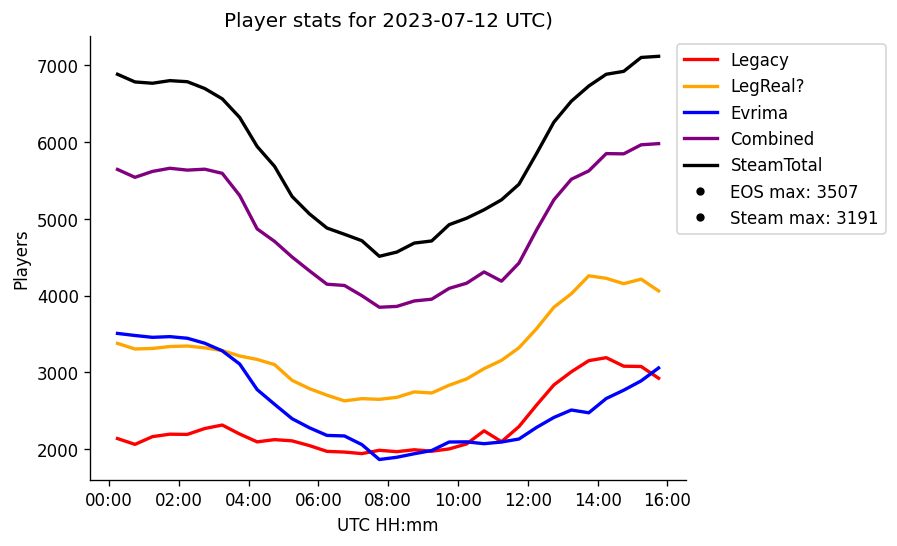 Player stats for 2023-07-12 UTC)
7000
6000
5000
4000
3000
2000
Players
00:00 02:00 04:00 06:00 08:00 10:00 12:00 14:00 16:00
UTC HH:mm
Legacy
LegReal?
Evrima
Combined
SteamTotal
EOS max: 3507
Steam max: 3191